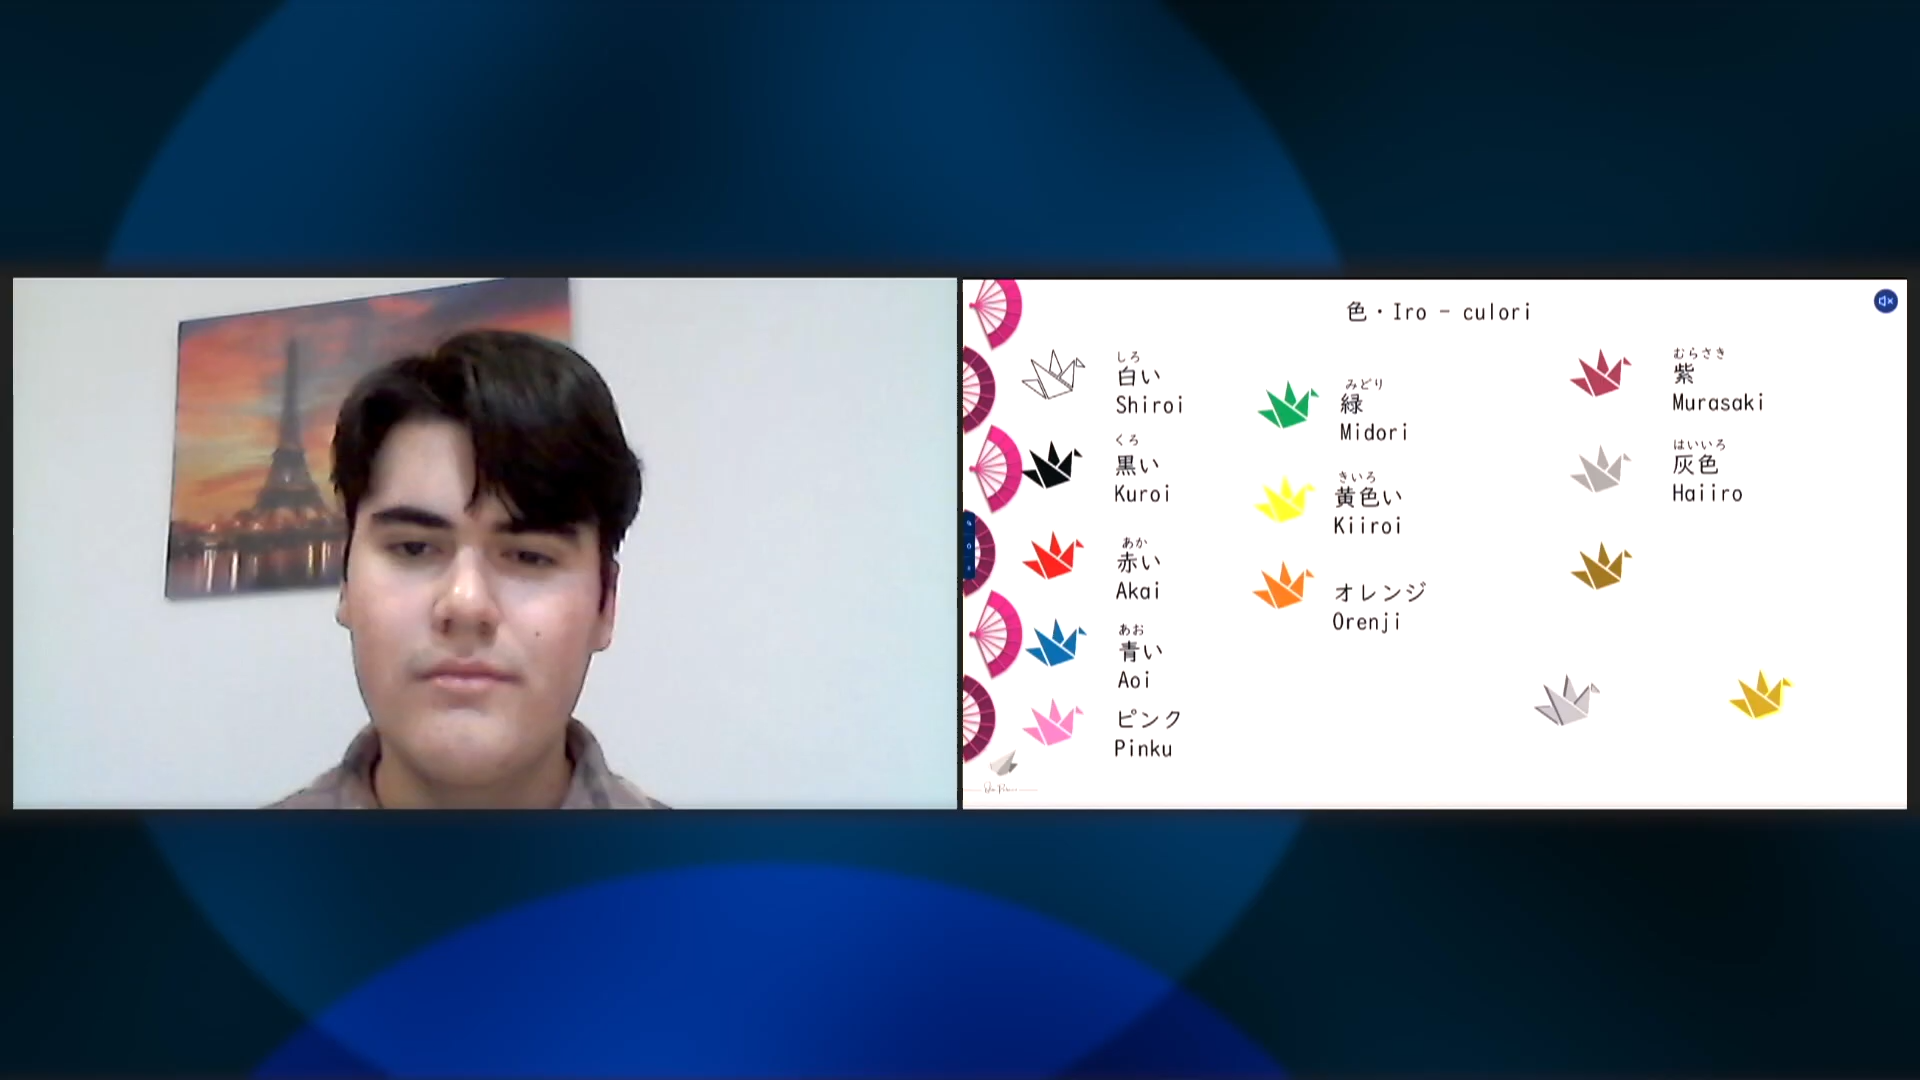 色・Iro - culori
しろ
白い
Shiroi
くろ
黒い
Kuroi
あか
赤い
Akai
あお
青い
Aoi
ピンク
Pinku
みどり
緑
Midori
きいろ
黄色い
Kiiroi
オレンジ
Orenji
むらさき
紫
Murasaki
はいいろ
灰色
Haiiro